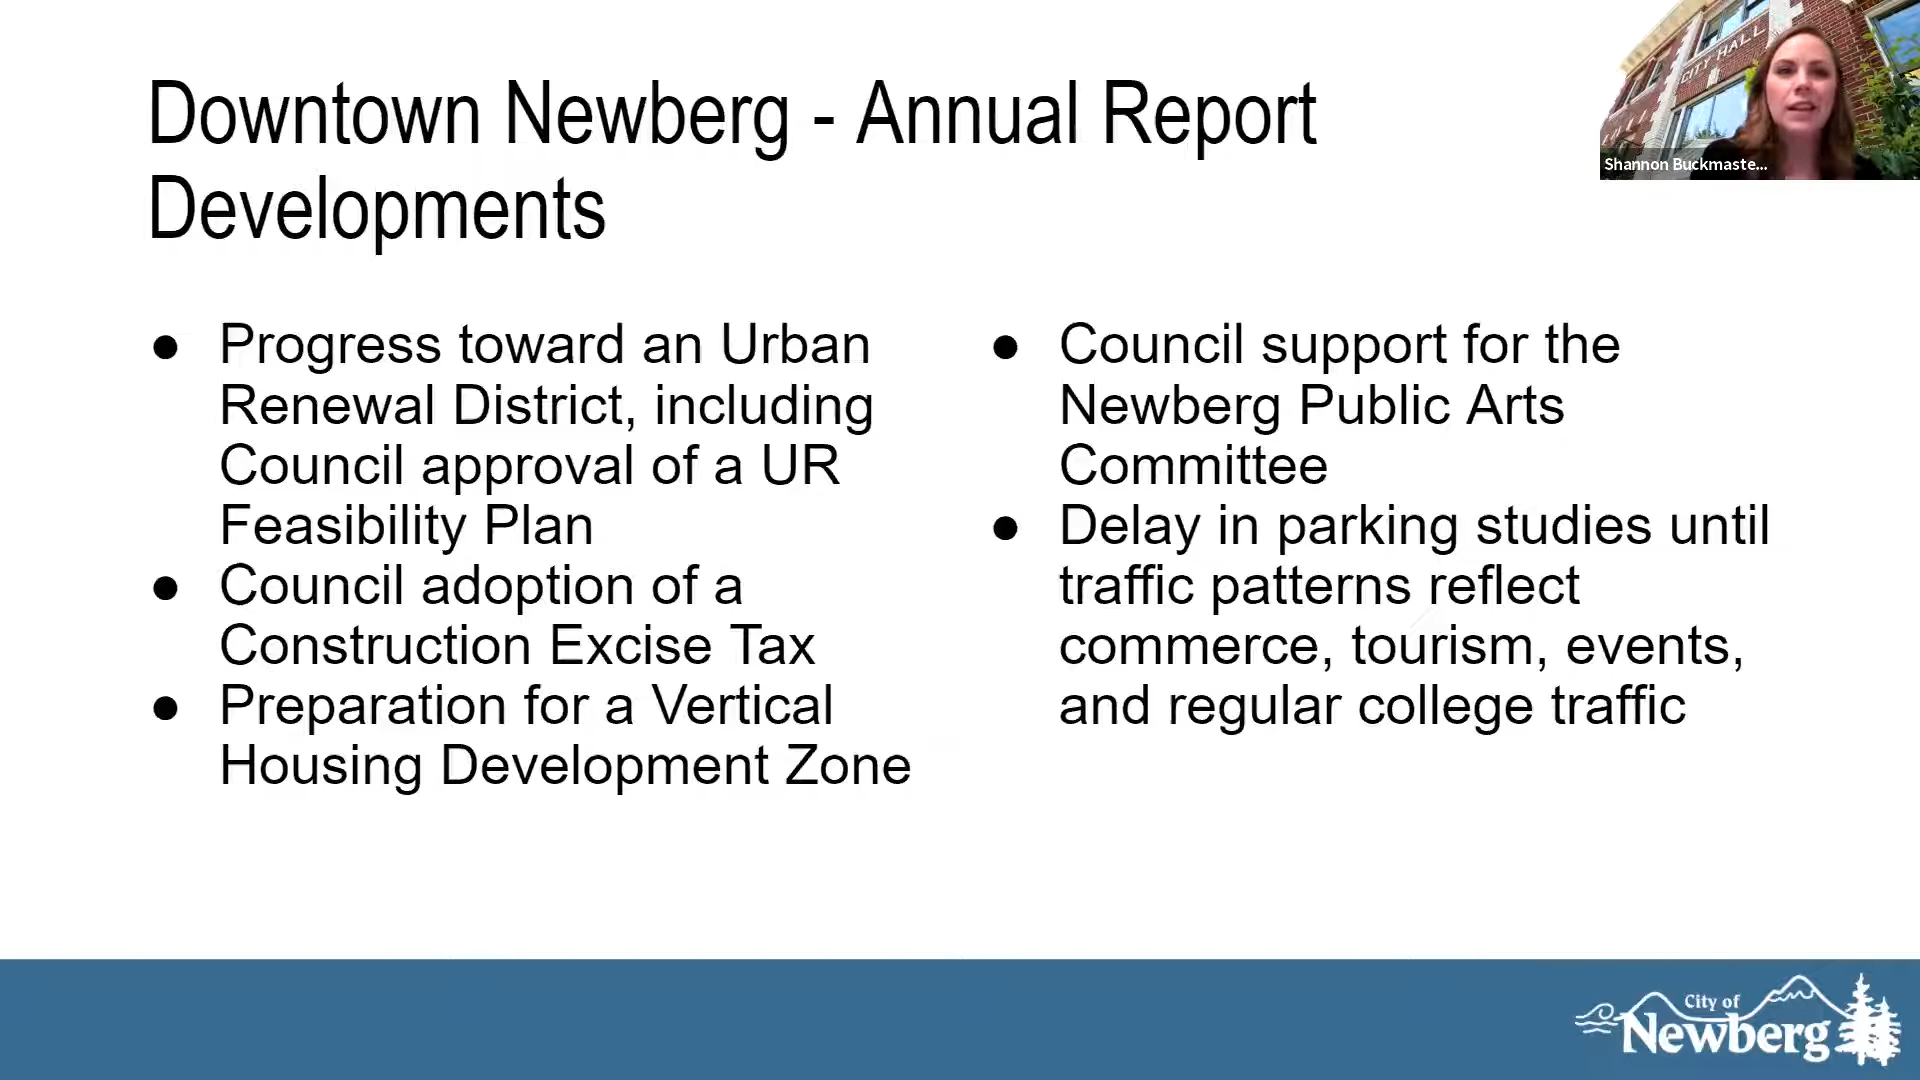 Downtown Newberg - Annual Report
Developments
CITY HALL
Shannon Buckmaste...
● Progress toward an Urban
Renewal District, including
Council approval of a UR
Feasibility Plan
● Council adoption of a
Construction Excise Tax
● Preparation for a Vertical
Housing Development Zone
● Council support for the
Newberg Public Arts
Committee
● Delay in parking studies until
traffic patterns reflect
commerce, tourism, events,
and regular college traffic
City of
Newberg